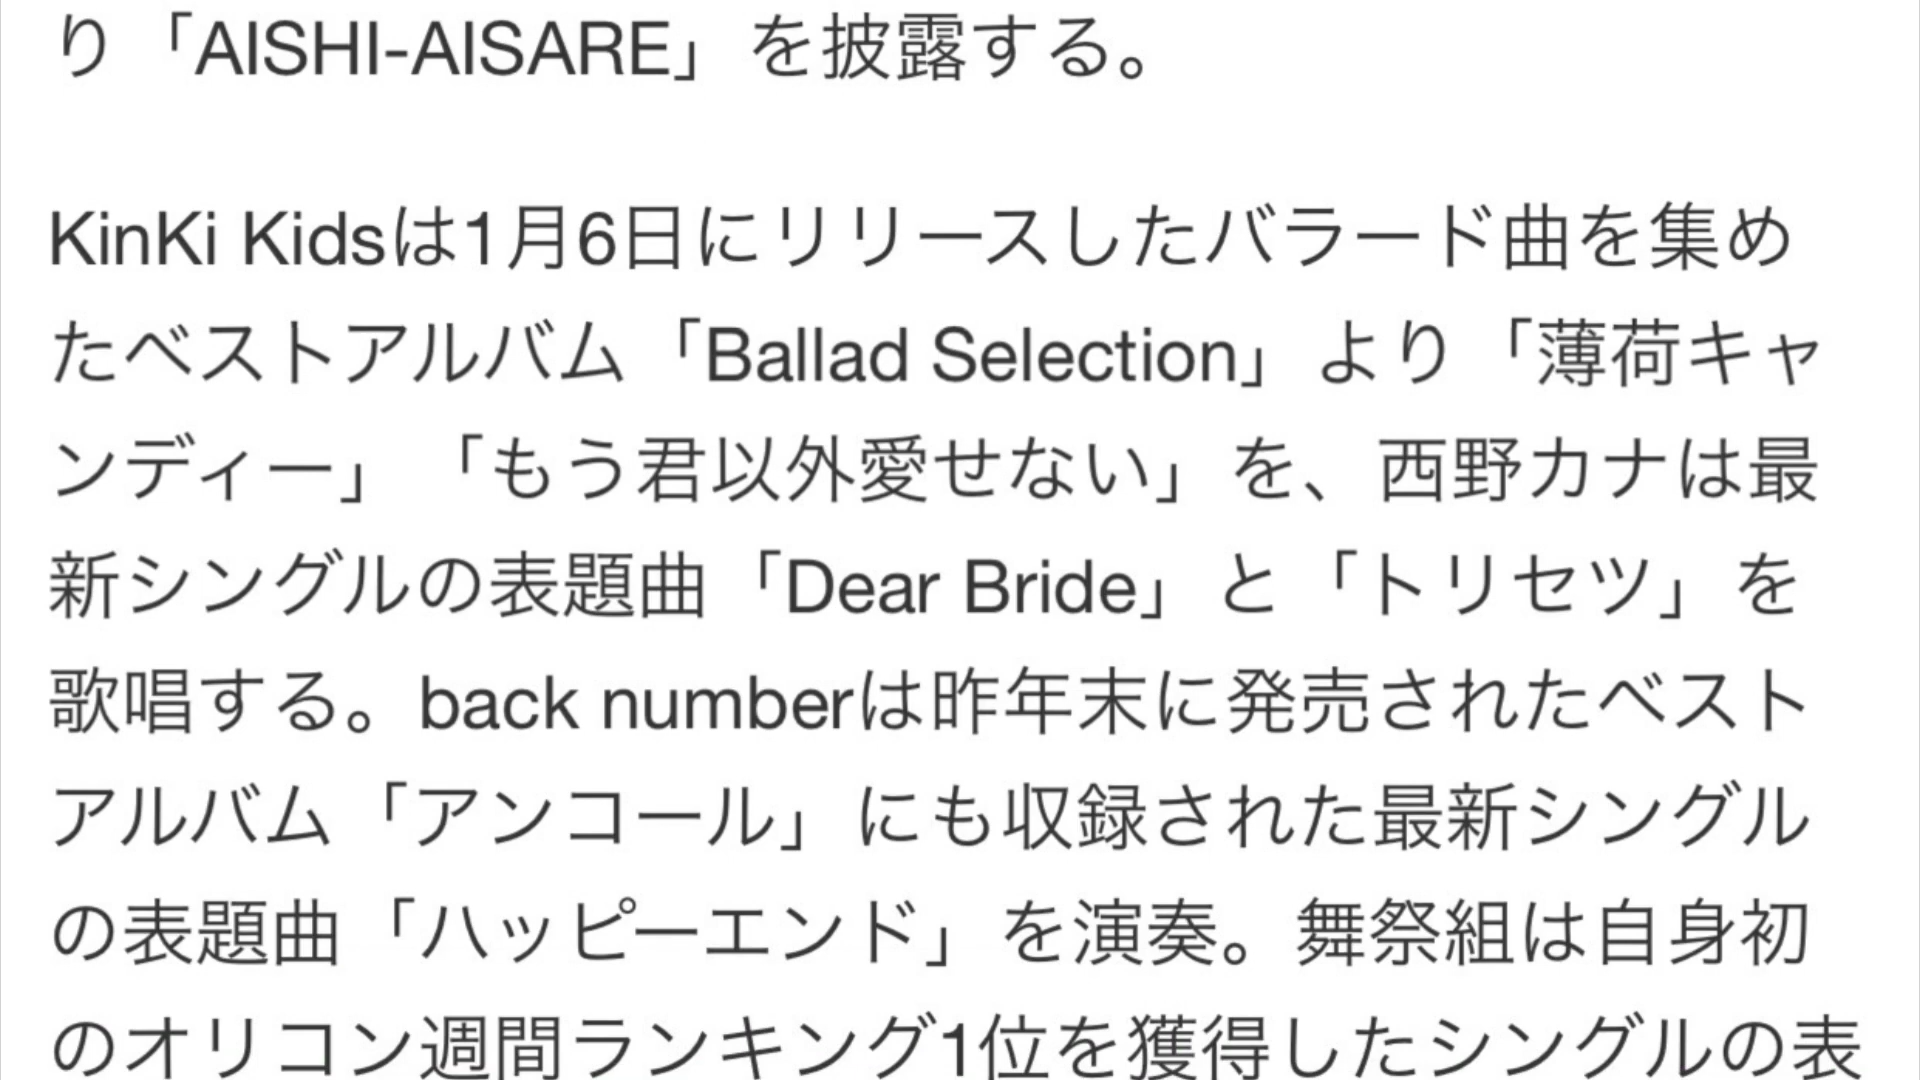 り「AISHI-AISARE」を披露する。
KinKi Kidsは1月6日にリリースしたバラード曲を集め
たベストアルバム「Ballad Selection」より「薄荷キャ
ンディー」「もう君以外愛せない」を、西野カナは最
新シングルの表題曲「Dear Bride」と「トリセツ」を
歌唱する。back numberは昨年末に発売されたベスト
アルバム「アンコール」にも収録された最新シングル
の表題曲「ハッピーエンド」を演奏。舞祭組は自身初
のオリコン週間ランキング1位を獲得したシングルの表